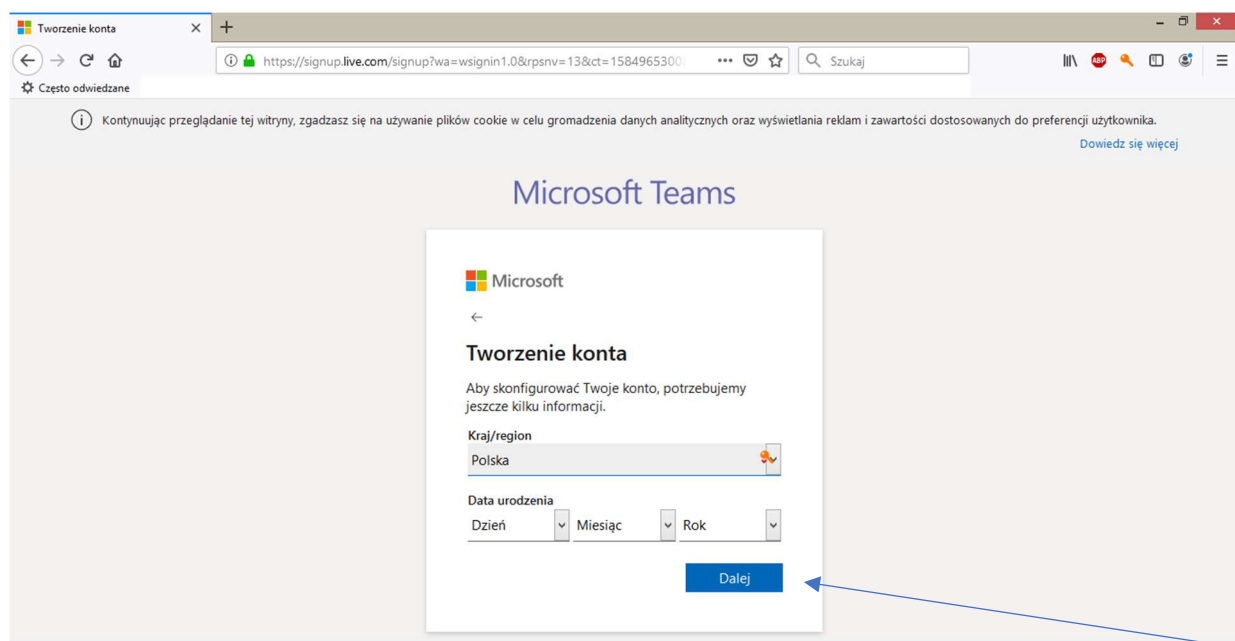 Tworzenie konta
https://signup.live.com/signup?wa=wsignin1.0&rpsnv=13&ct=1584965300
Szukaj
ABP
Często odwiedzane
Kontynuując przeglądanie tej witryny, zgadzasz się na używanie plików cookie w celu gromadzenia danych analitycznych oraz wyświetlania reklam i zawartości dostosowanych do preferencji użytkownika.
Dowiedz się więcej
Microsoft Teams
Microsoft
Tworzenie konta
Aby skonfigurować Twoje konto, potrzebujemy
jeszcze kilku informacji.
Kraj/region
Polska
Data urodzenia
Dzień Miesiąc Rok
Dalej